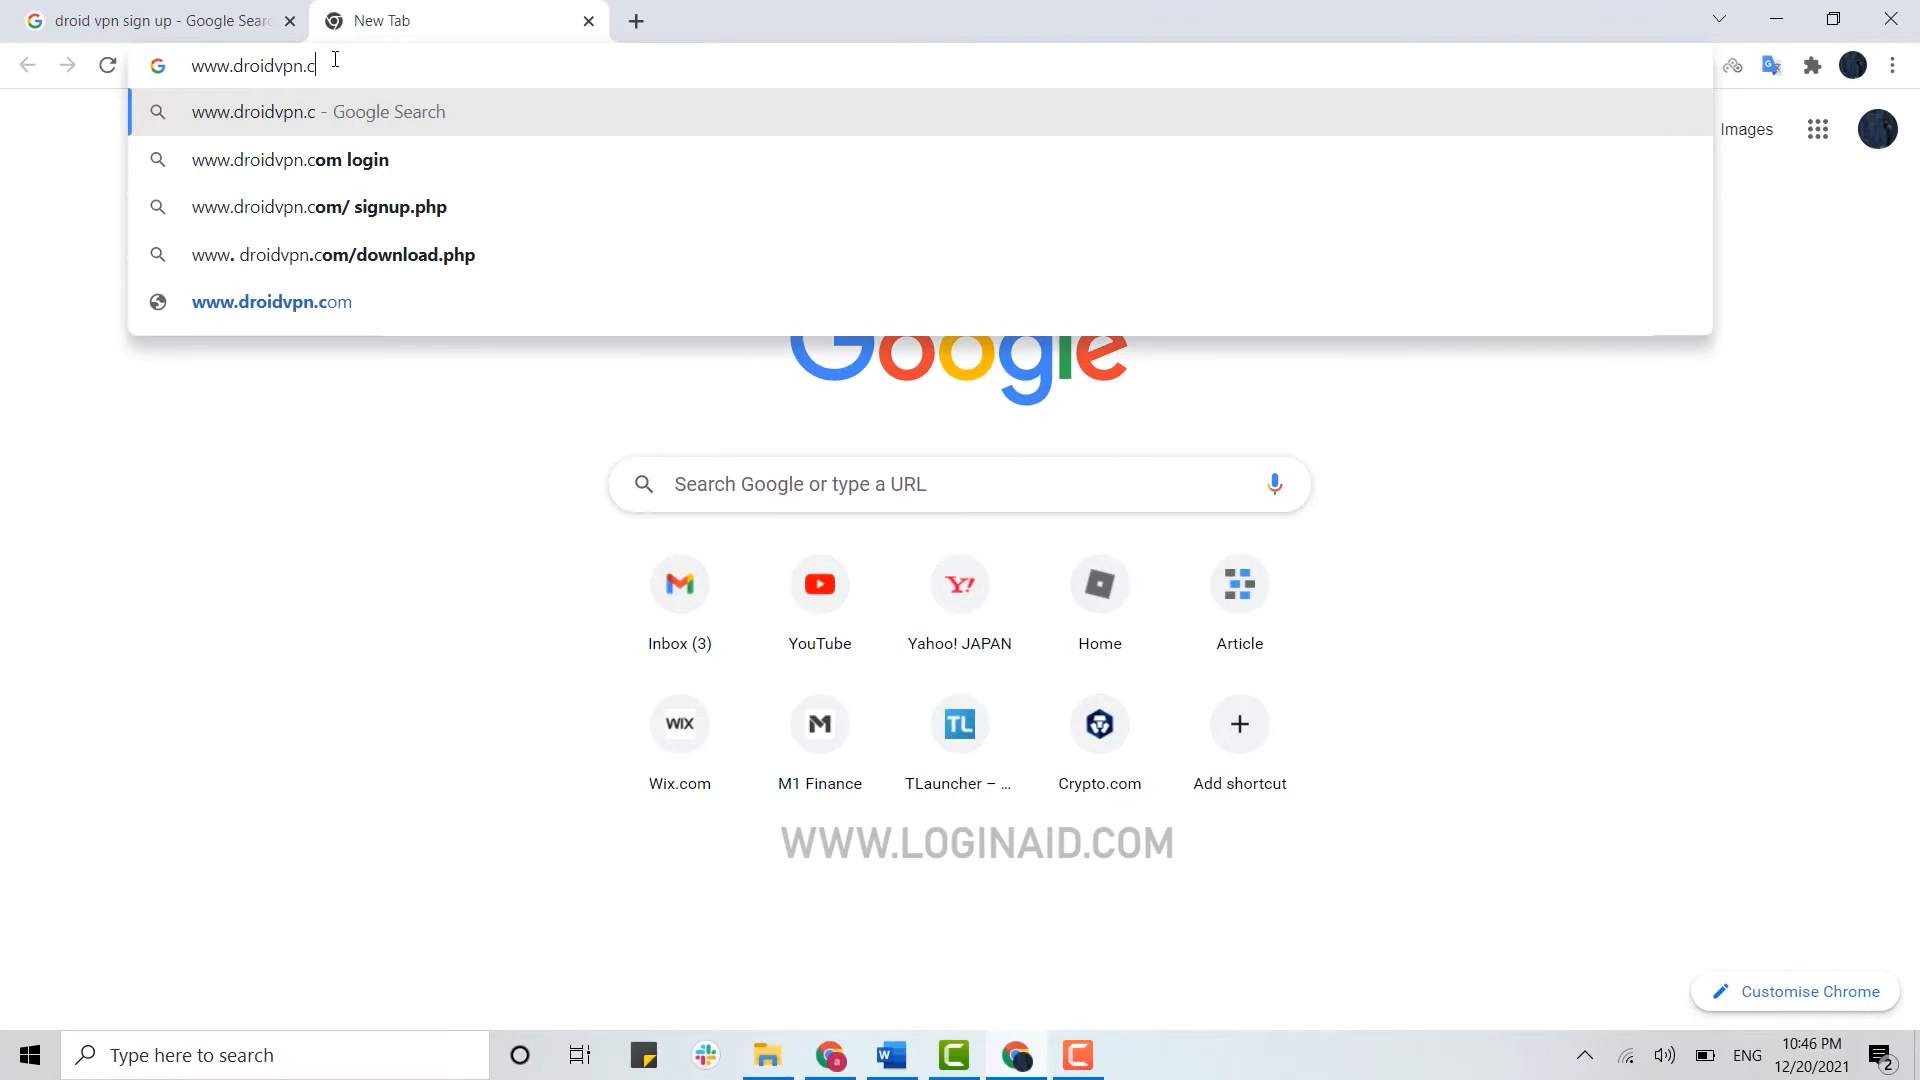 droid vpn sign up - Google Sear
New Tab
www.droidvpn.c
www.droidvpn.c - Google Search
www.droidvpn.com login
www.droidvpn.com/ signup.php
www. droidvpn.com/download.php
www.droidvpn.com
Images
Google
Search Google or type a URL
Inbox (3)
YouTube
Yahoo! JAPAN
Home
Article
WIX
TL
Wix.com
M1 Finance
TLauncher – ...
Crypto.com
Add shortcut
WWW.LOGINAID.COM
Customise Chrome
Type here to search
ENG
10:46 PM
12/20/2021
2